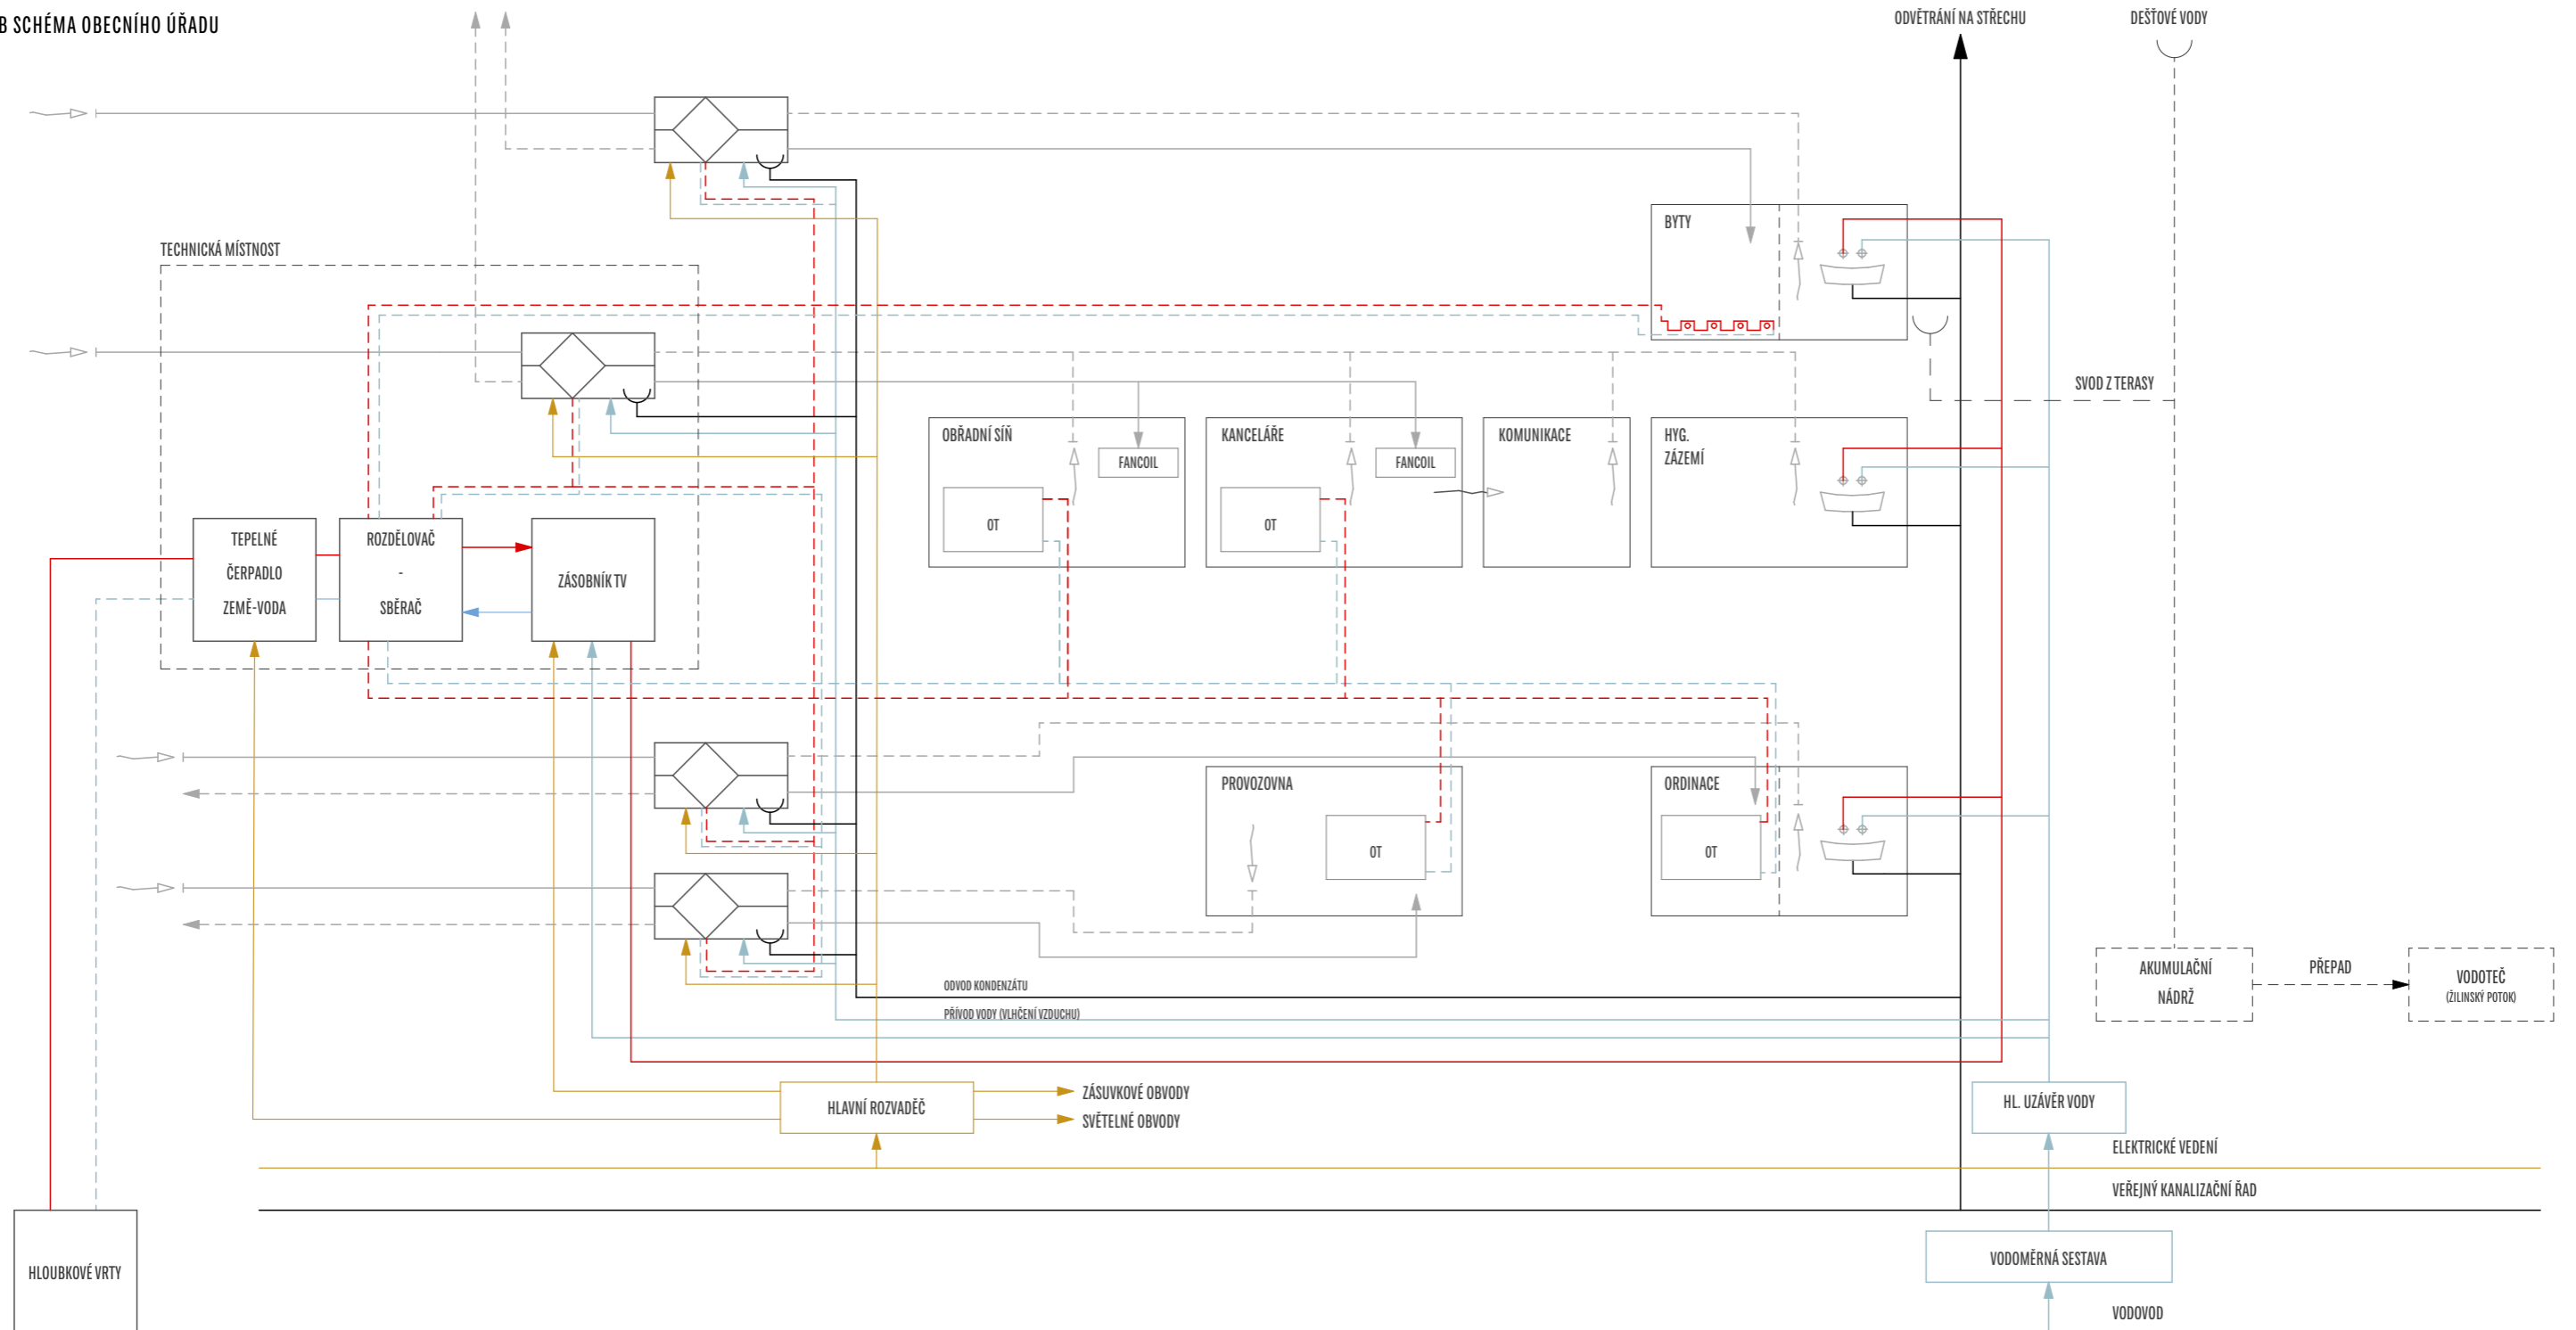 B SCHÉMA OBECNÍHO ÚŘADU
ODVĚTRÁNÍ NA STŘECHU
DEŠŤOVÉ VODY
TECHNICKÁ MÍSTNOST
BYTY
SVOD Z TERASY
OBŘADNÍ SÍŇ
FANCOIL
OT
KANCELÁŘE
FANCOIL
OT
KOMUNIKACE
HYG.
ZÁZEMÍ
TEPELNÉ
ČERPADLO
ZEMĚ-VODA
ROZDĚLOVAČ
-
SBĚRAČ
ZÁSOBNÍK TV
PROVOZOVNA
OT
ORDINACE
OT
ODVOD KONDENZÁTU
PŘÍVOD VODY (VLHČENÍ VZDUCHU)
AKUMULAČNÍ
NÁDRŽ
PŘEPAD
VODOTEČ
(ŽILINSKÝ POTOK)
HLAVNÍ ROZVADĚČ
ZÁSUVKOVÉ OBVODY
SVĚTELNÉ OBVODY
HL. UZÁVĚR VODY
ELEKTRICKÉ VEDENÍ
VEŘEJNÝ KANALIZAČNÍ ŘAD
HLOUBKOVÉ VRTY
VODOMĚRNÁ SESTAVA
VODOVOD